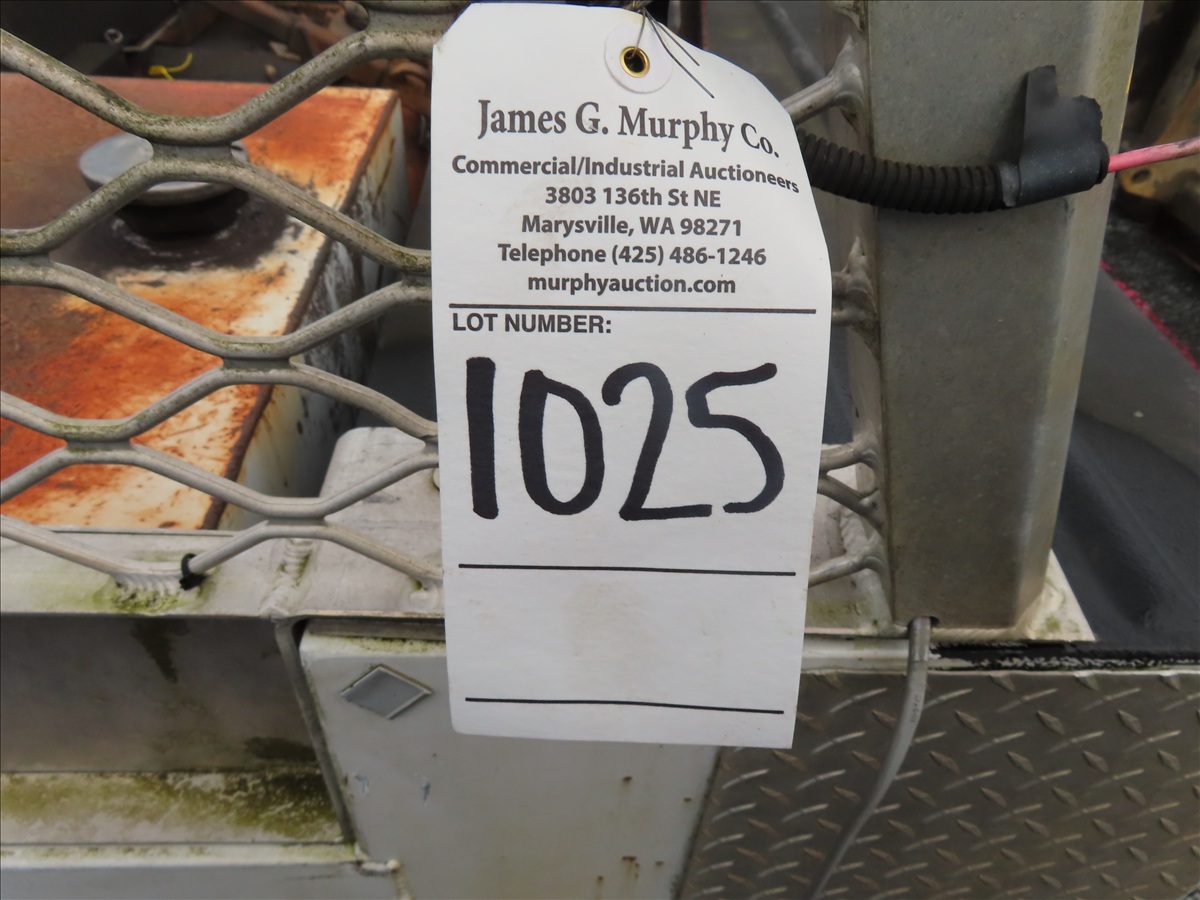 James G. Murphy Co.
Commercial/Industrial Auctioneers
3803 136th St NE
Marysville, WA 98271
Telephone (425) 486-1246
murphyauction.com
LOT NUMBER:
1025